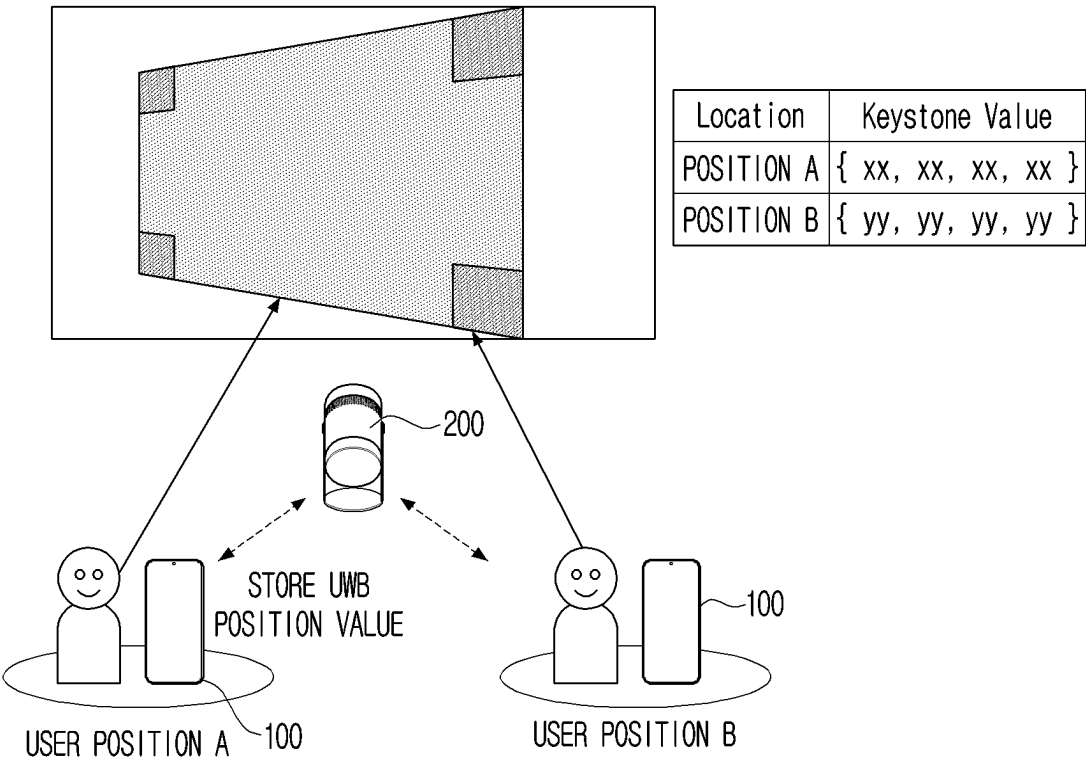 Location Keystone Value
POSITION A { xx, xx, xx, xx }
POSITION B { yy, yy, yy, yy }
200
STORE UWB
POSITION VALUE
100
USER POSITION A
100
USER POSITION B